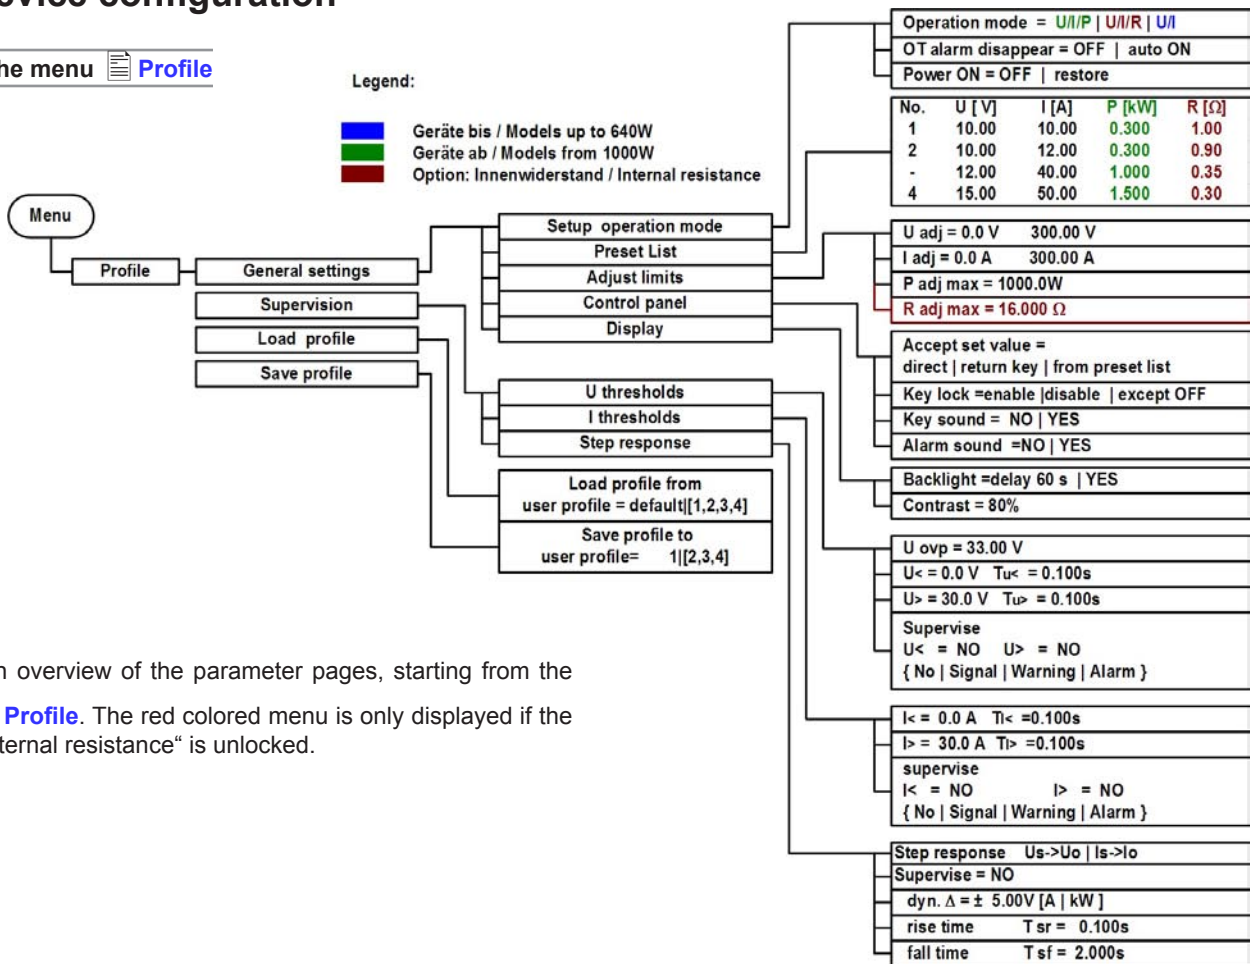 evice configuration
he menu Profile
Legend:
Geräte bis / Models up to 640W
Geräte ab / Models from 1000W
Option: Innenwiderstand / Internal resistance
Menu
Profile
General settings
Supervision
Load profile
Save profile
Setup operation mode
Preset List
Adjust limits
Control panel
Display
U thresholds
I thresholds
Step response
Load profile from
user profile = default|[1,2,3,4]
Save profile to
user profile= 1|[2,3,4]
Operation mode = U/I/P | U/I/R | U/I
OT alarm disappear = OFF | auto ON
Power ON = OFF | restore
No. U [ V] I [A] P [kW] R [Ω]
1 10.00 10.00 0.300 1.00
2 10.00 12.00 0.300 0.90
- 12.00 40.00 1.000 0.35
4 15.00 50.00 1.500 0.30
U adj = 0.0 V 300.00 V
I adj = 0.0 A 300.00 A
P adj max = 1000.0W
R adj max = 16.000 Ω
Accept set value =
direct | return key | from preset list
Key lock =enable |disable | except OFF
Key sound = NO | YES
Alarm sound =NO | YES
Backlight =delay 60 s | YES
Contrast = 80%
U ovp = 33.00 V
U< = 0.0 V Tu< = 0.100s
U> = 30.0 V Tu> = 0.100s
Supervise
U< = NO U> = NO
{ No | Signal | Warning | Alarm }
I< = 0.0 A TI< =0.100s
I> = 30.0 A TI> =0.100s
supervise
I< = NO I> = NO
{ No | Signal | Warning | Alarm }
Step response Us->Uo | Is->Io
Supervise = NO
dyn. Δ = ± 5.00V [A | kW ]
rise time T sr = 0.100s
fall time T sf = 2.000s
n overview of the parameter pages, starting from the
Profile. The red colored menu is only displayed if the
ternal resistance“ is unlocked.